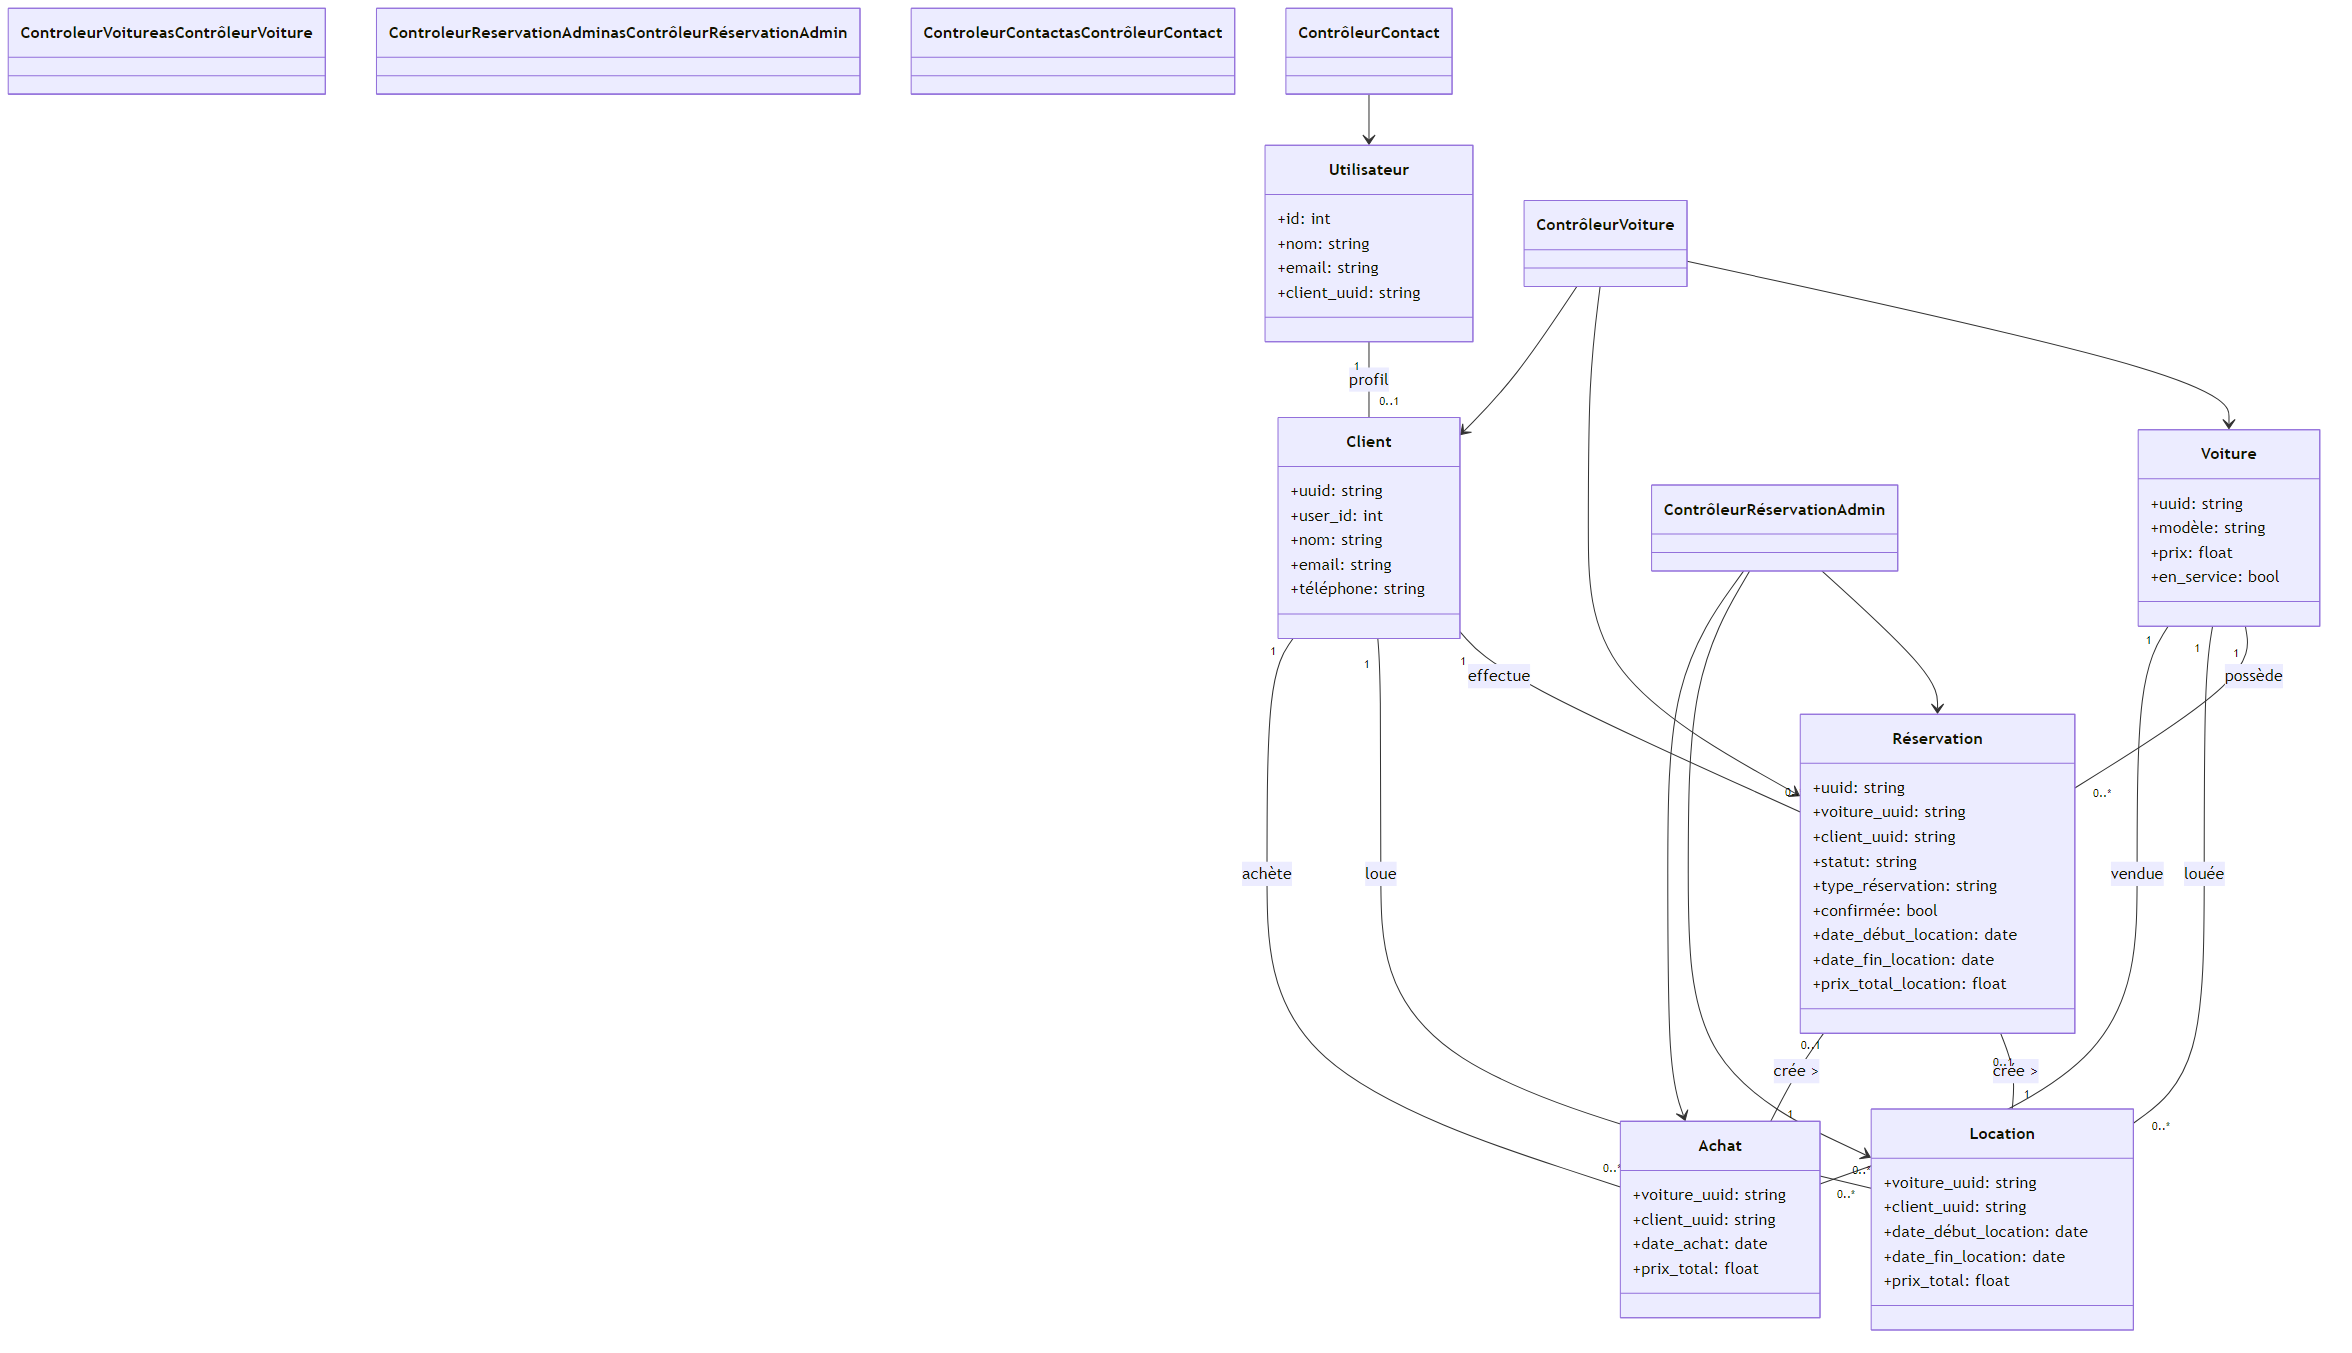 ControleurVoitureasContrôleurVoiture
ControleurReservationAdminasContrôleurRéservationAdmin
ControleurContactasContrôleurContact
ContrôleurContact
Utilisateur
+id: int
+nom: string
+email: string
+client_uuid: string
ContrôleurVoiture
1
profil
0..1
Client
+uuid: string
+user_id: int
+nom: string
+email: string
+téléphone: string
Voiture
+uuid: string
+modèle: string
+prix: float
+en_service: bool
ContrôleurRéservationAdmin
1
1
1
effectue
1
1
1
possède
Réservation
+uuid: string
+voiture_uuid: string
+client_uuid: string
+statut: string
+type_réservation: string
+confirmée: bool
+date_début_location: date
+date_fin_location: date
+prix_total_location: float
0..*
achète
loue
vendue
louée
0..1
crée >
0..1
crée >
1
1
Achat
+voiture_uuid: string
+client_uuid: string
+date_achat: date
+prix_total: float
0..*
0..*
0..*
0..*
Location
+voiture_uuid: string
+client_uuid: string
+date_début_location: date
+date_fin_location: date
+prix_total: float